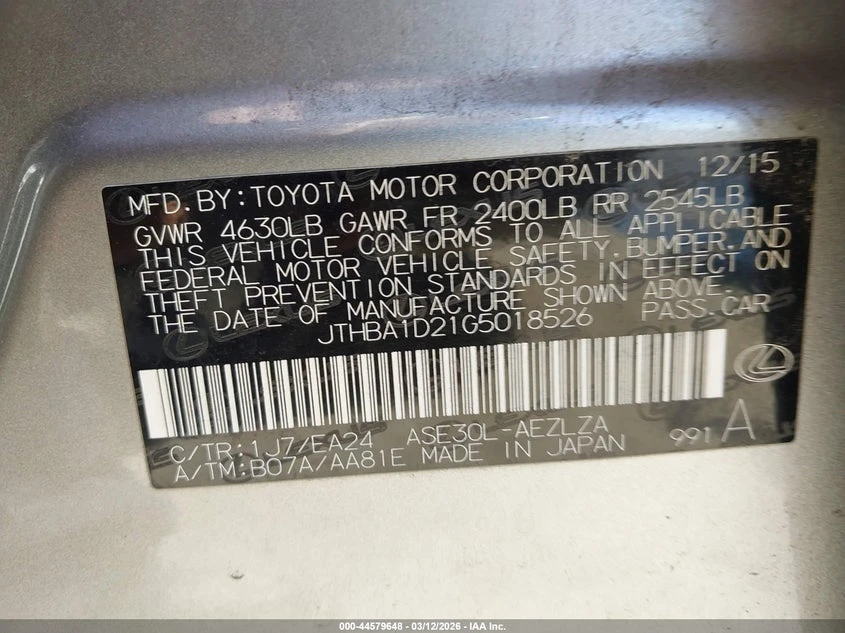 MFD.BY:TOYOTA MOTOR CORPORATION 12/15
GVWR 4630LB GAWR FR 2400LB RR 2545LB
THIS VEHICLE CONFORMS TO ALL APPLICABLE
FEDERAL MOTOR VEHICLE SAFETY.BUMPER.AND
THEFT PREVENTION STANDARDS IN EFFECT ON
THE DATE OF MANUFACTURE SHOWN ABOVE.
JTHBA1D21G5018526 PASS.CAR
C/TR:1J7/EA24 ASE30L-AEZLZA
A/TM:B07A/AA81E MADE IN JAPAN 991 A
000-44579648 - 03/12/2026 - IAA Inc.